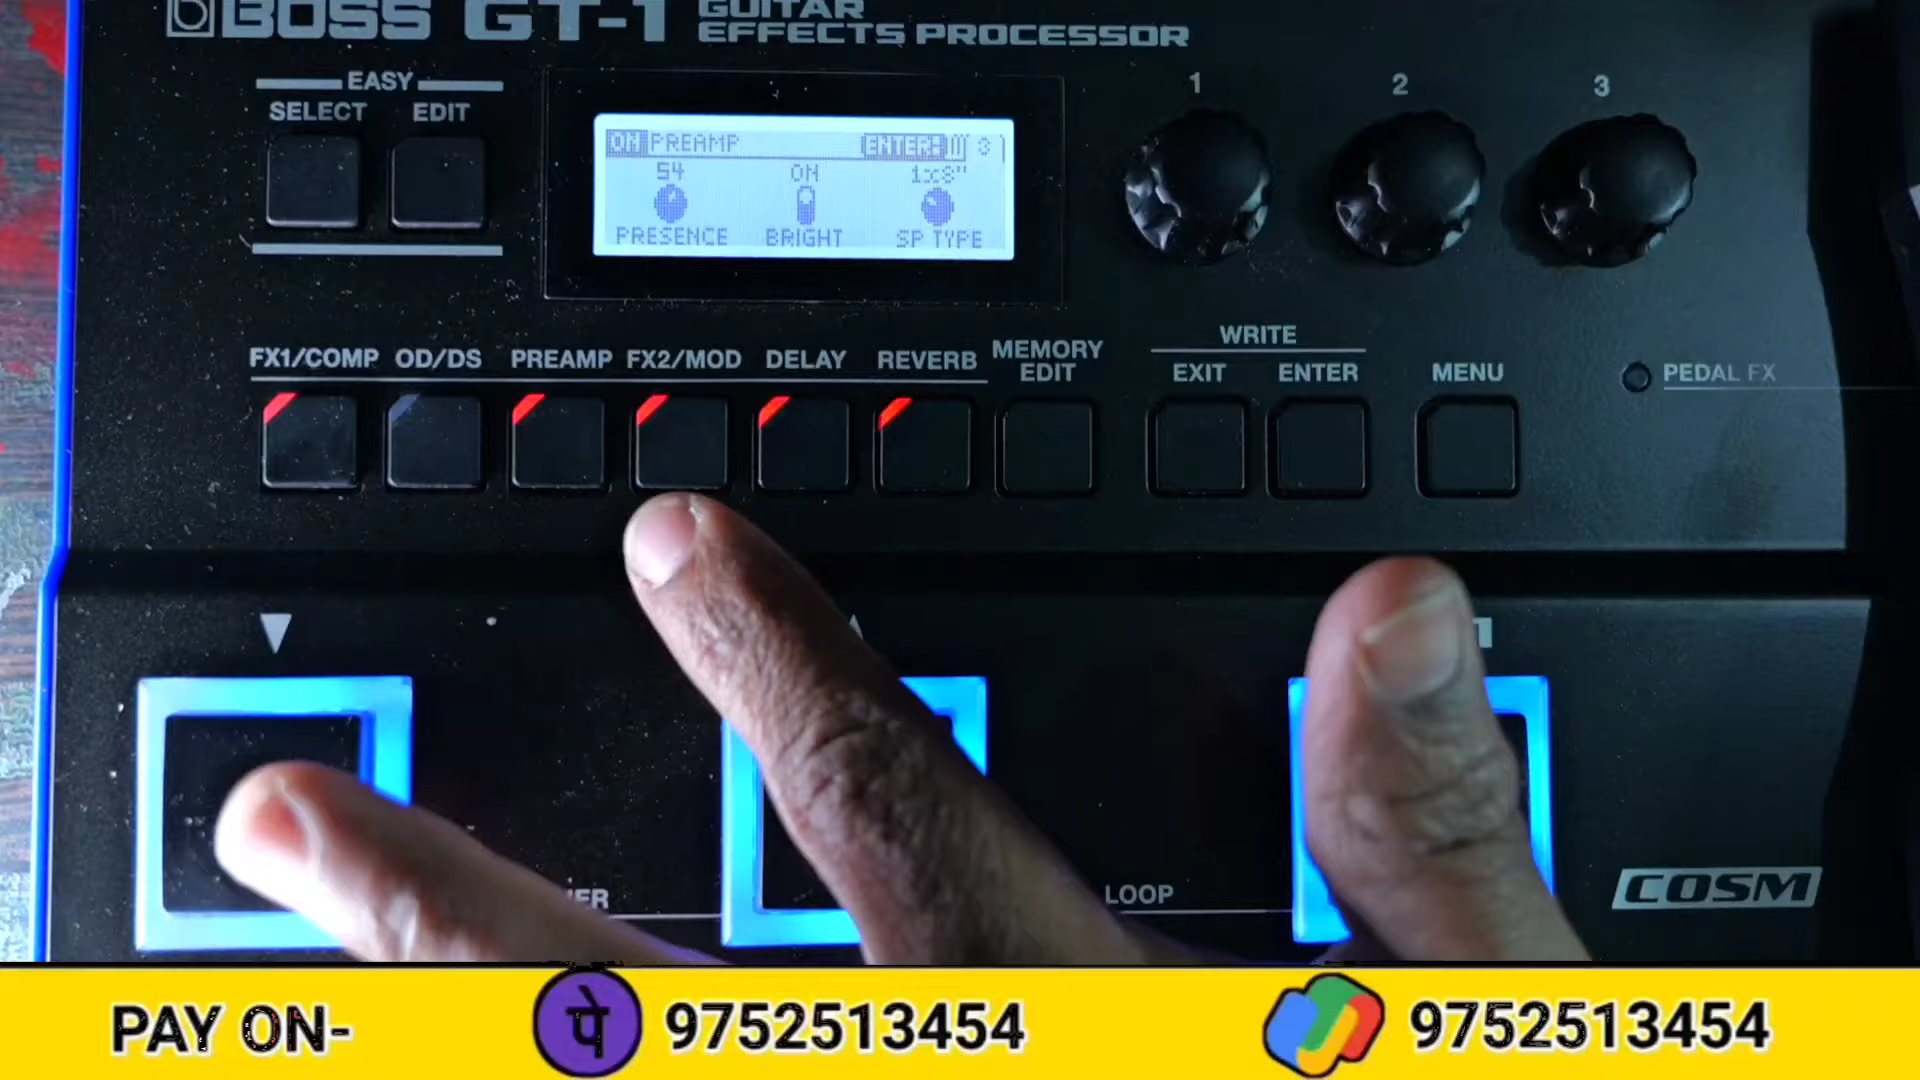 BOSS GT-1 GUITAR
EFFECTS PROCESSOR
EASY
SELECT EDIT
1 2 3
ON PREAMP ENTER: 3
54 ON 1x8"
PRESENCE BRIGHT SP TYPE
WRITE
FX1/COMP OD/DS PREAMP FX2/MOD DELAY REVERB MEMORY EDIT EXIT ENTER MENU PEDAL FX
LOOP
COSM
PAY ON- पे 9752513454 9752513454